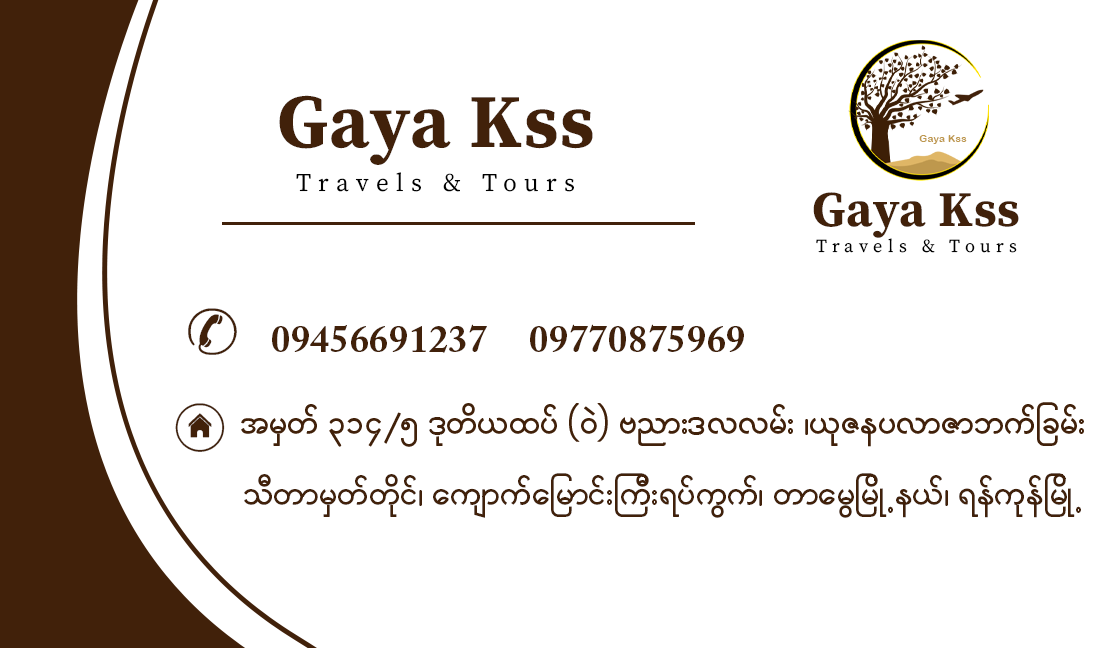 Gaya Kss
Travels & Tours
Gaya Kss
Gaya Kss
Travels & Tours
09456691237 09770875969
အမှတ် ၃၁၄/၅ ဒုတိယထပ် (ဝဲ) ဗညားဒလလမ်း ၊ယုဇနပလာဇာဘက်ခြမ်း
သီတာမှတ်တိုင်၊ ကျောက်မြောင်းကြီးရပ်ကွက်၊ တာမွေမြို့နယ်၊ ရန်ကုန်မြို့